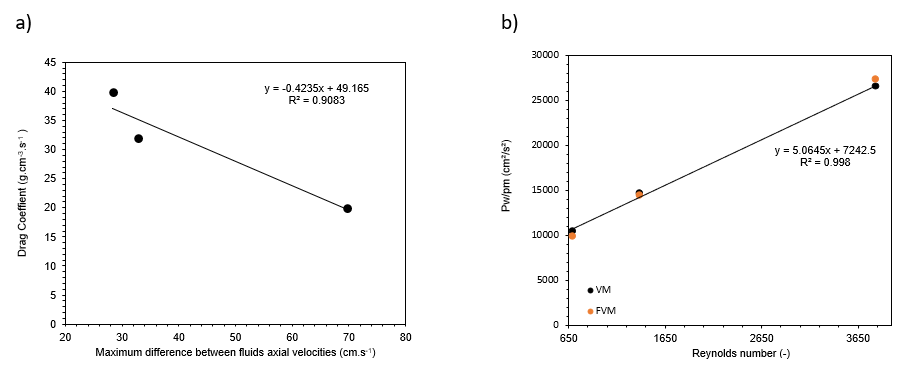 a)
45
40
35
30
25
20
15
10
5
0
20 30 40 50 60 70 80
Drag Coeffient (g.cm⁻³.s⁻¹ )
Maximum difference between fluids axial velocities (cm.s⁻¹)
y = -0.4235x + 49.165
R² = 0.9083
b)
30000
25000
20000
15000
10000
5000
0
650 1650 2650 3650
Pw/ρm (cm²/s²)
Reynolds number (-)
y = 5.0645x + 7242.5
R² = 0.998
VM
FVM